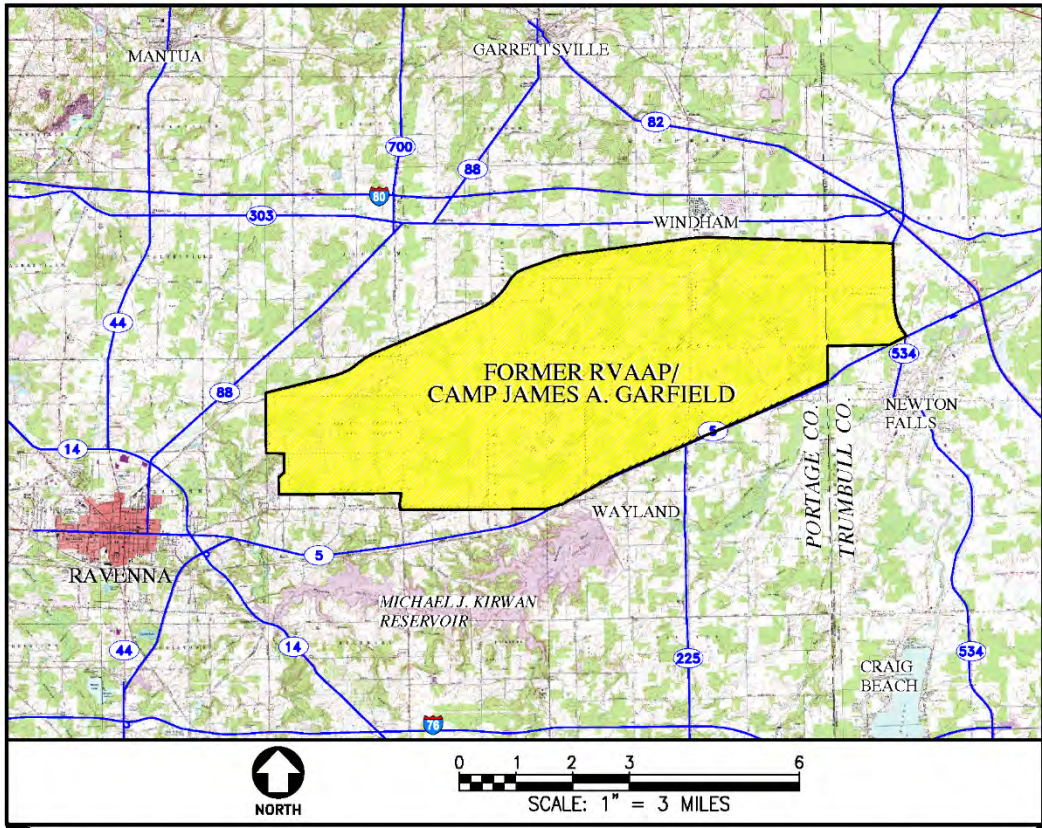 MANTUA
GARRETTSVILLE
82
700
88
80
303
WINDHAM
44
FORMER RVAAP/
CAMP JAMES A. GARFIELD
534
88
NEWTON
FALLS
5
14
PORTAGE CO.
TRUMBULL CO.
WAYLAND
5
RAVENNA
MICHAEL J. KIRWAN
RESERVOIR
14
44
225
534
CRAIG
BEACH
76
NORTH
0 1 2 3 6
SCALE: 1" = 3 MILES